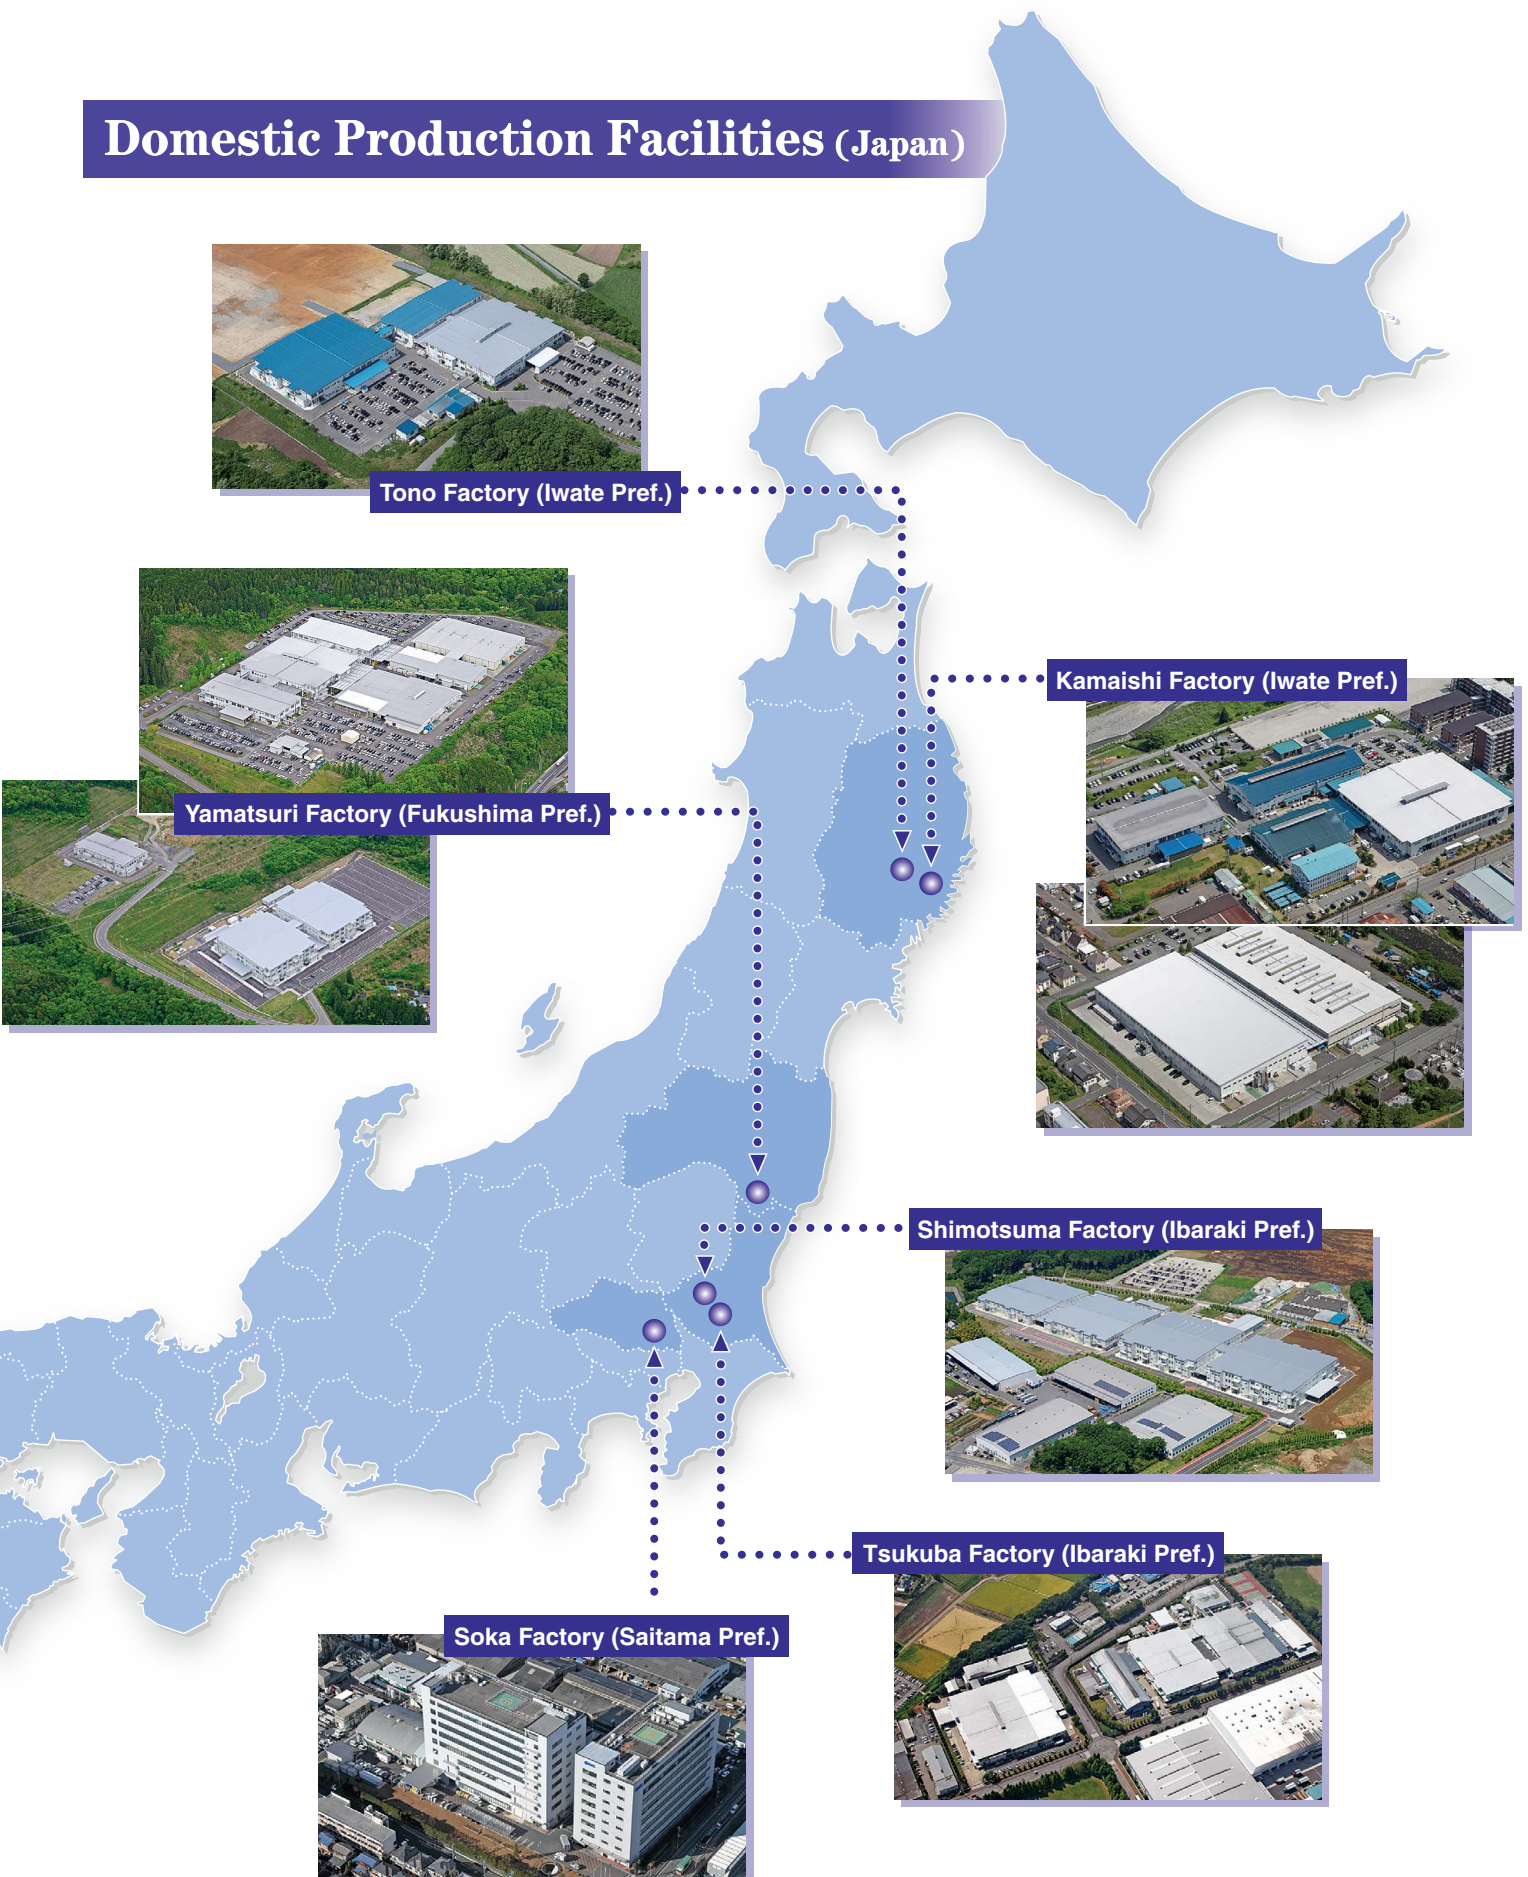 Domestic Production Facilities (Japan)
Tono Factory (Iwate Pref.)
Kamaishi Factory (Iwate Pref.)
Yamatsuri Factory (Fukushima Pref.)
Shimotsuma Factory (Ibaraki Pref.)
Tsukuba Factory (Ibaraki Pref.)
Soka Factory (Saitama Pref.)